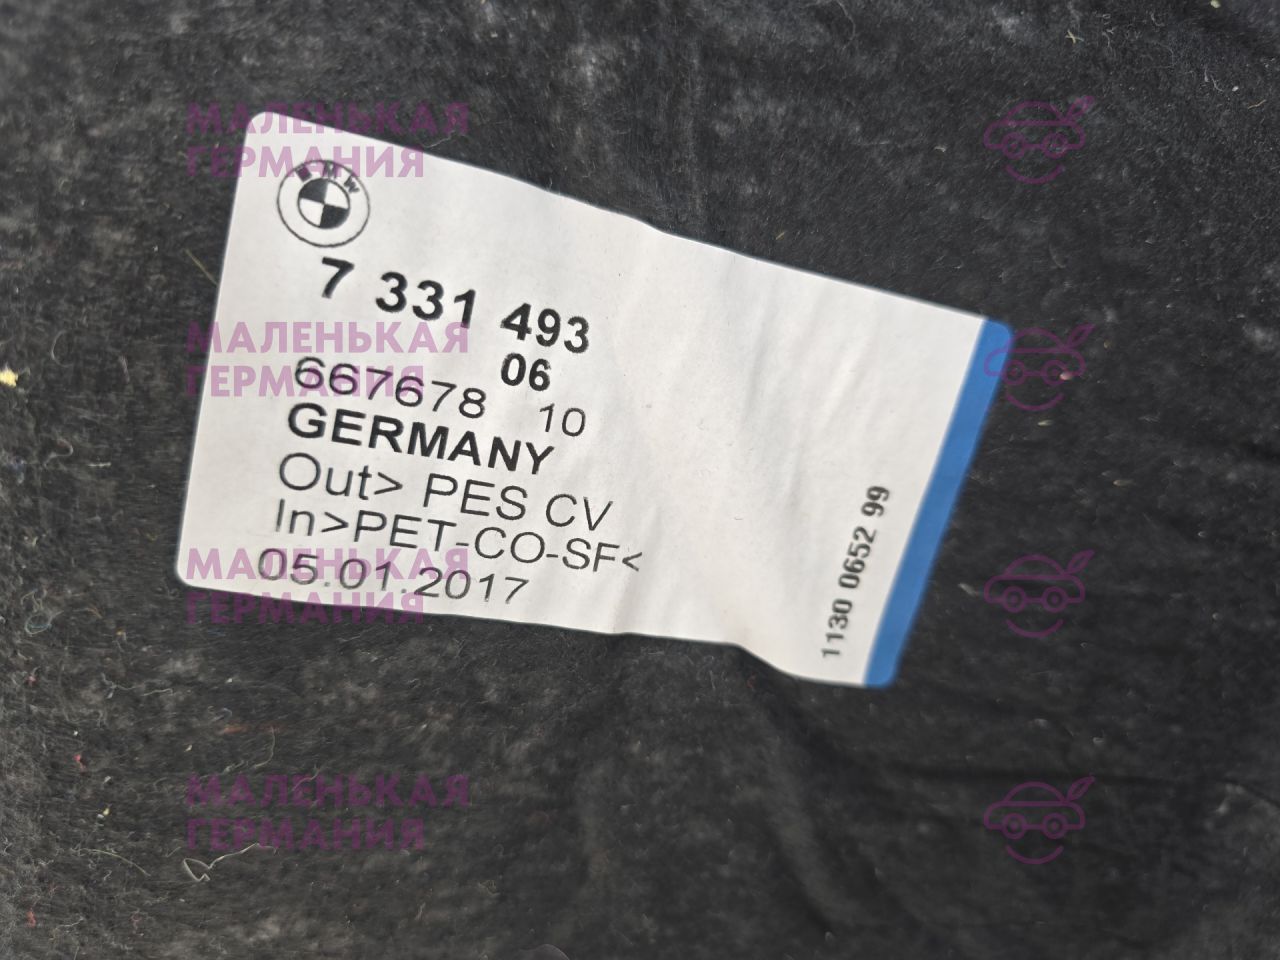 BMW
7 331 493
06
667678 10
GERMANY
Out> PES CV
In>PET-CO-SF<
05.01.2017
1130 0652 99
МАЛЕНЬКАЯ
ГЕРМАНИЯ
МАЛЕНЬКАЯ
ГЕРМАНИЯ
МАЛЕНЬКАЯ
ГЕРМАНИЯ
МАЛЕНЬКАЯ
ГЕРМАНИЯ